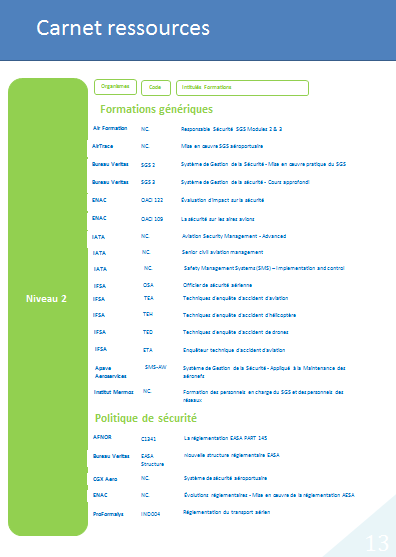 Carnet ressources
Organismes Code Intitulés Formations
Formations génériques
Air Formation NC. Responsable Sécurité SGS Modules 2 & 3
AirTrace NC. Mise en œuvre SGS aéroportuaire
Bureau Veritas SGS 2 Système de Gestion de la Sécurité - Mise en œuvre pratique du SGS
Bureau Veritas SGS 3 Système de Gestion de la sécurité – Cours approfondi
ENAC OACI 122 Évaluation d'impact sur la sécurité
ENAC OACI 109 La sécurité sur les aires avions
IATA NC. Aviation Security Management - Advanced
IATA NC. Senior civil aviation management
IATA NC. Safety Management Systems (SMS) – Implementation and control
IFSA OSA Officier de sécurité aérienne
Niveau 2
IFSA TEA Techniques d'enquête d'accident d'aviation
IFSA TEH Techniques d'enquête d'accident d'hélicoptère
IFSA TED Techniques d'enquête d'accident de drones
IFSA ETA Enquêteur technique d'accident d'aviation
Apave SMS-AW Système de Gestion de la Sécurité - Appliqué à la Maintenance des
Aeroservices aéronefs
Institut Mermoz NC. Formation des personnels en charge du SGS et des personnels des
réseaux
Politique de sécurité
AFNOR C1341 La réglementation EASA PART 145
Bureau Veritas EASA Nouvelle structure réglementaire EASA
Structure
CGX Aero NC. Système de sécurité aéroportuaire
ENAC NC. Évolutions réglementaires - Mise en œuvre de la réglementation AESA
ProFormalys IND004 Réglementation du transport aérien
13